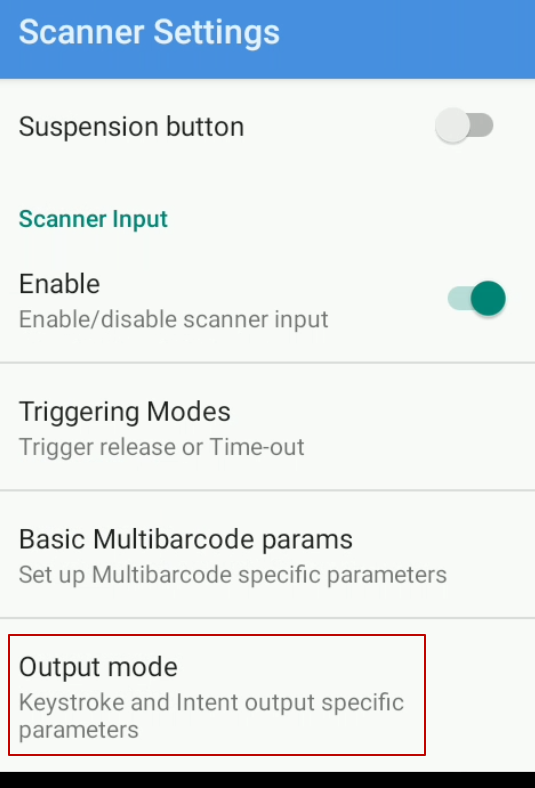 Scanner Settings
Suspension button
Scanner Input
Enable
Enable/disable scanner input
Triggering Modes
Trigger release or Time-out
Basic Multibarcode params
Set up Multibarcode specific parameters
Output mode
Keystroke and Intent output specific
parameters